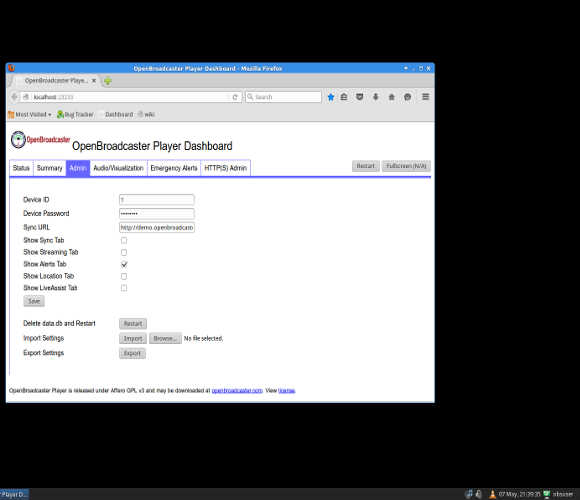 OpenBroadcaster Player Dashboard - Mozilla Firefox
OpenBroadcaster Playe...
localhost:23233
Search
Most Visited
Bug Tracker
Dashboard
wiki
OpenBroadcaster
OpenBroadcaster Player Dashboard
Status
Summary
Admin
Audio/Visualization
Emergency Alerts
HTTP(S) Admin
Restart
Fullscreen (N/A)
Device ID
1
Device Password
Sync URL
http://demo.openbroadcast
Show Sync Tab
Show Streaming Tab
Show Alerts Tab
Show Location Tab
Show LiveAssist Tab
Save
Delete data.db and Restart
Restart
Import Settings
Import
Browse...
No file selected.
Export Settings
Export
OpenBroadcaster Player is released under Affero GPL v3 and may be downloaded at openbroadcaster.com. View license.
Player D...
07 May, 21:39:35
obsuser